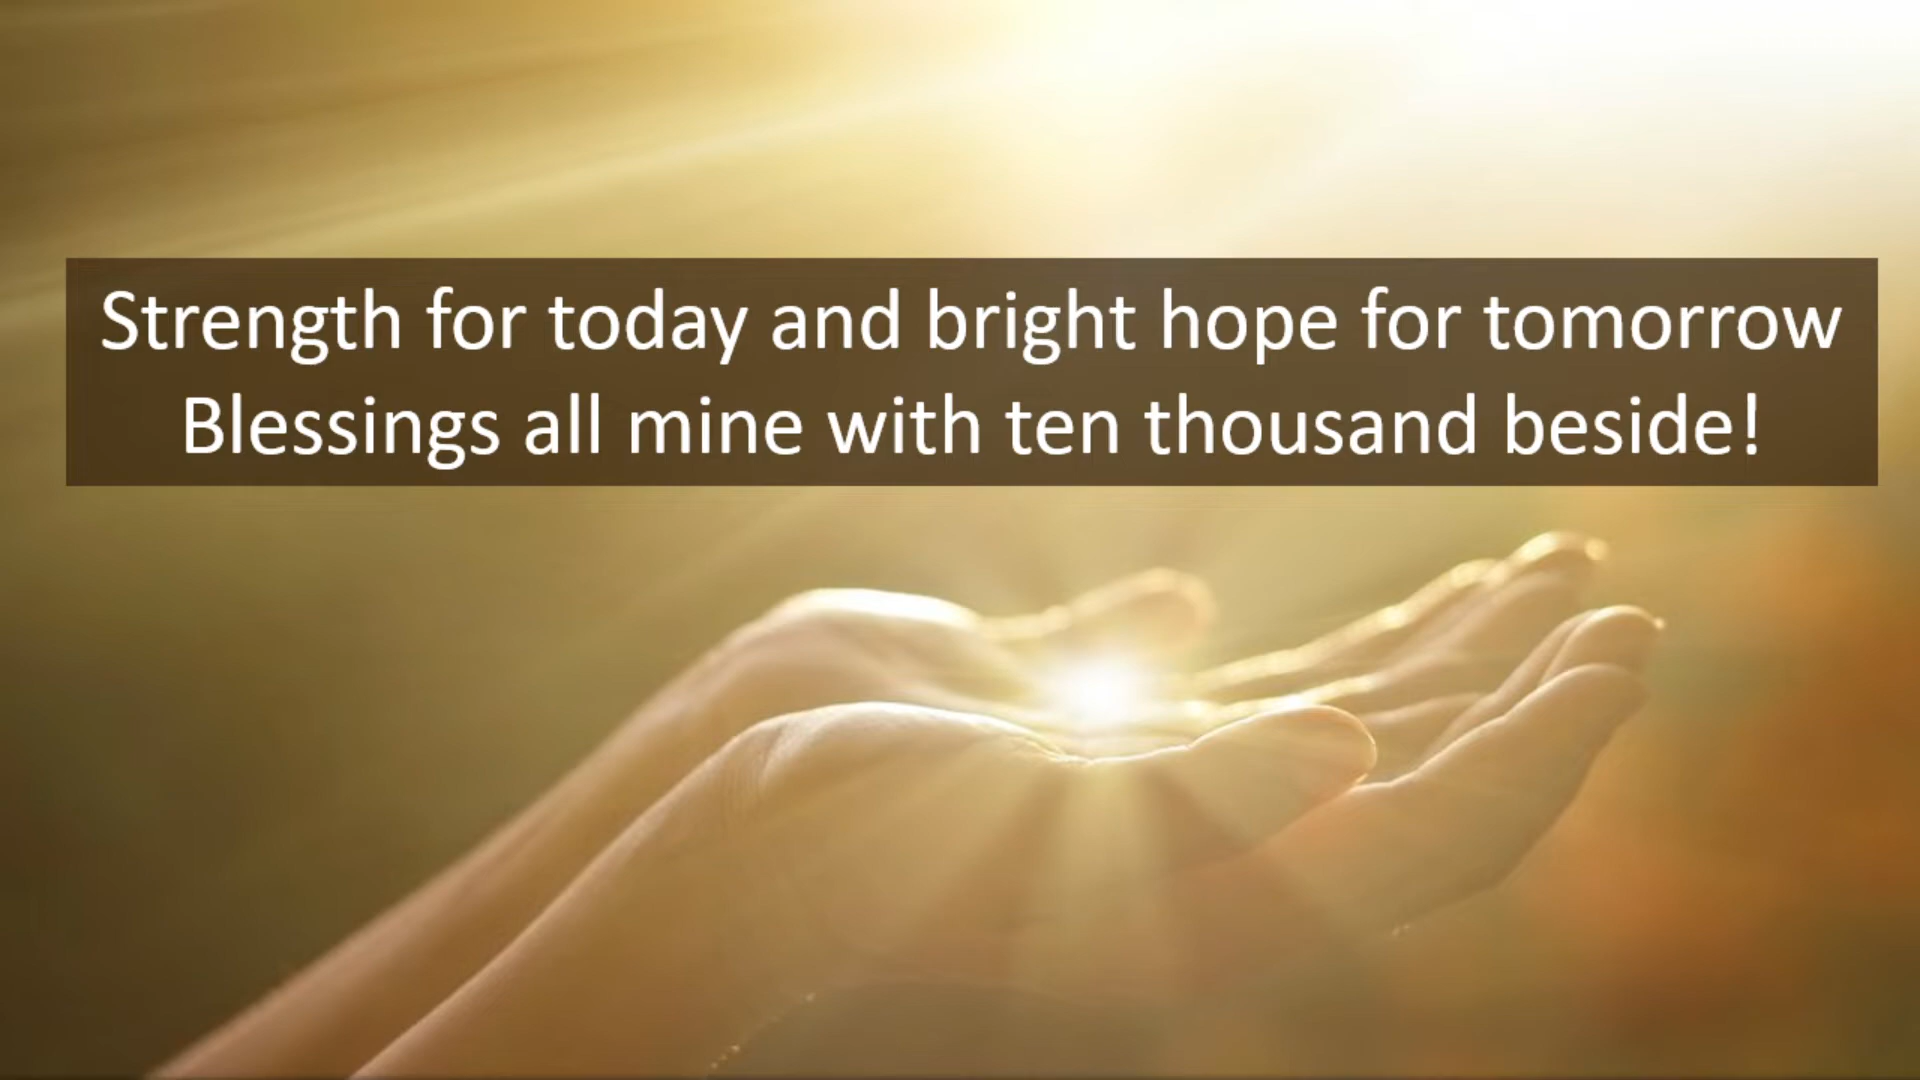 Strength for today and bright hope for tomorrow
Blessings all mine with ten thousand beside!